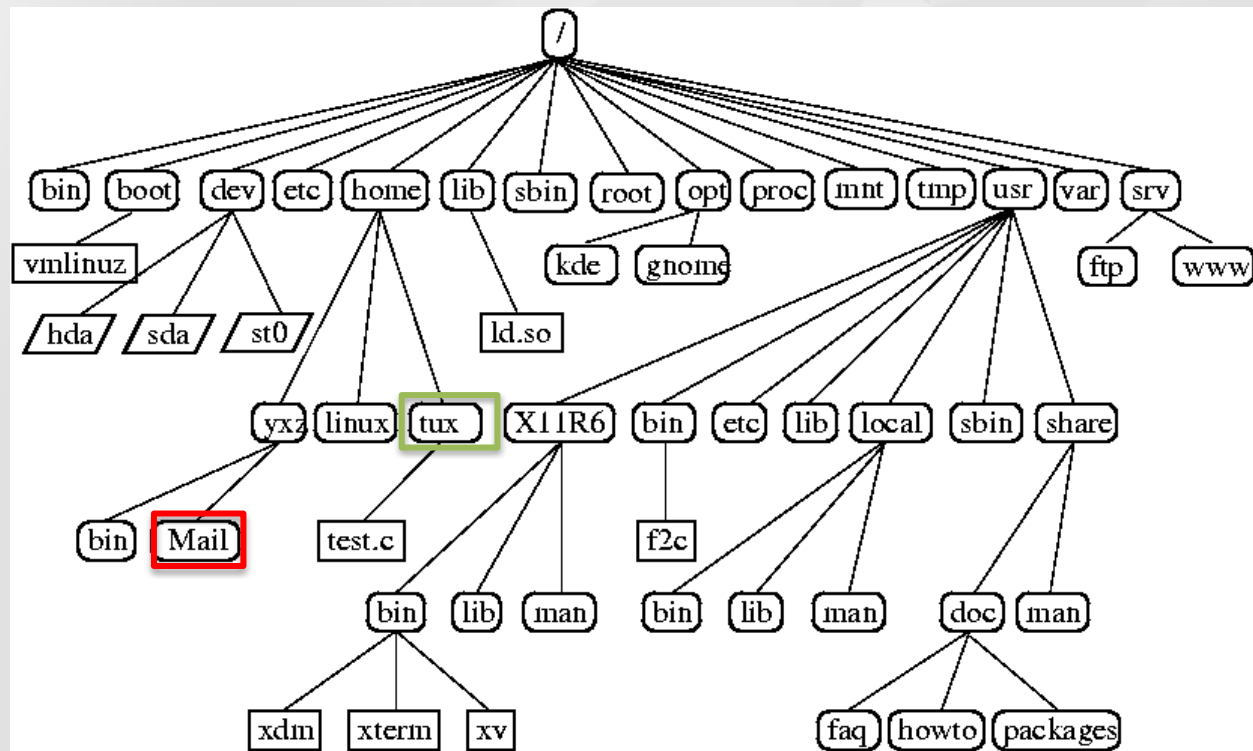 /
bin boot dev etc home lib sbin root opt proc mnt tmp usr var srv
vmlinuz kde gnome ftp www
hda sda st0 ld.so
yxz linux tux X11R6 bin etc lib local sbin share
bin Mail test.c f2c
bin lib man bin lib man doc man
xdm xterm xv faq howto packages